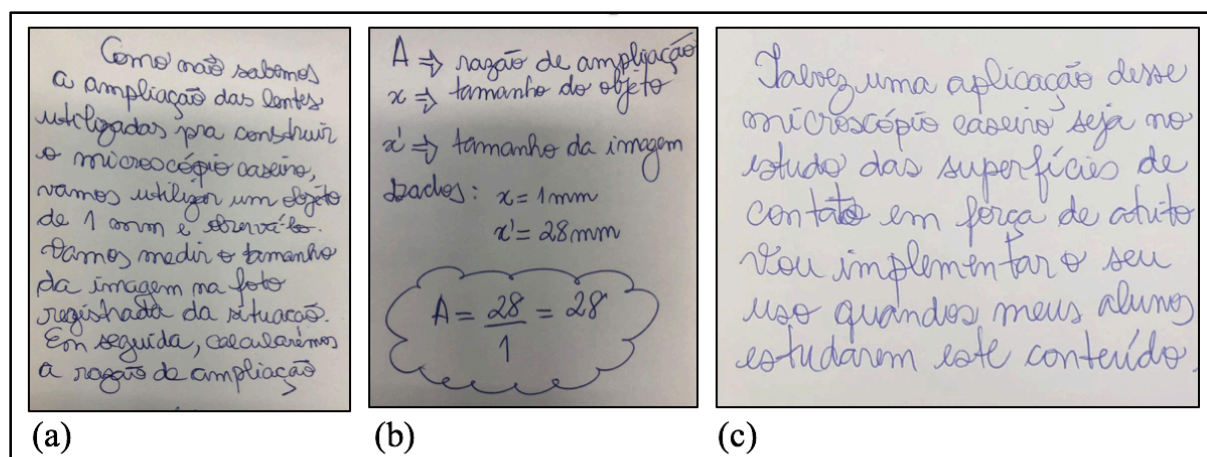 Como não sabemos
a ampliação das lentes
utilizadas pra construir
o microscópio caseiro,
vamos utilizar um objeto
de 1 mm e observá-lo.
Vamos medir o tamanho
da imagem na foto
registrada da situação.
Em seguida, calcularémos
a razão de ampliação
(a)
A ⇒ razão de ampliação
x ⇒ tamanho do objeto
x' ⇒ tamanho da imagem
Dados: x = 1mm
x' = 28mm
A = 28/1 = 28
(b)
Talvez uma aplicação desse
microscópio caseiro seja no
estudo das superfícies de
contato em força de atrito
Vou implementar o seu
uso quandos meus alunos
estudarem este conteúdo.
(c)